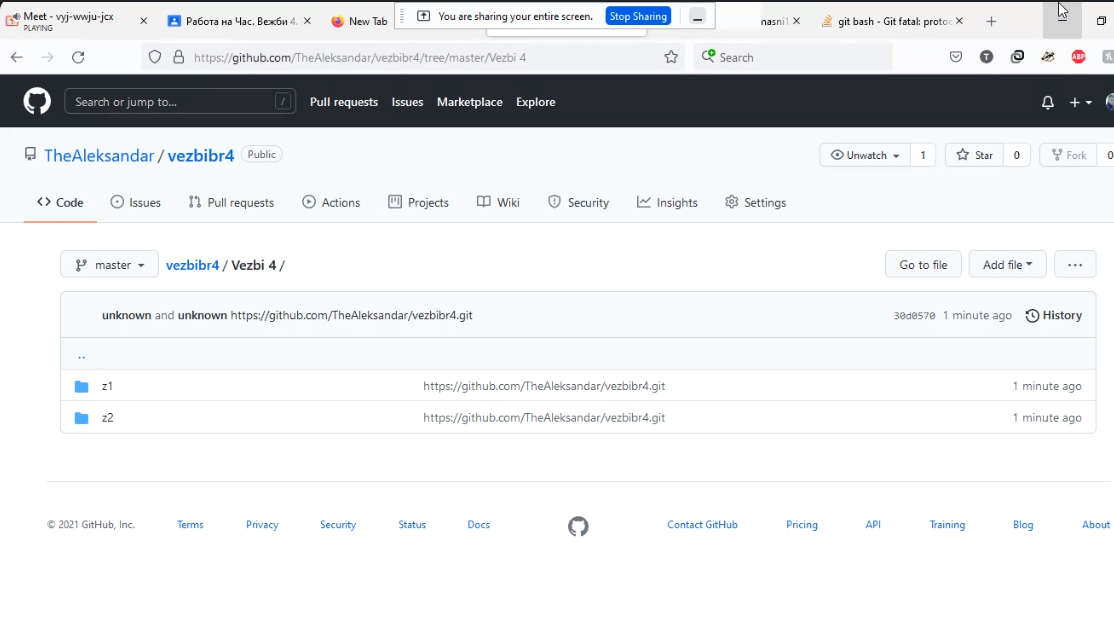 Meet - vyj-wwju-jcx
PLAYING
Работа на Час. Вежби 4.
New Tab
You are sharing your entire screen.
Stop Sharing
masni1
git bash - Git fatal: protoc
https://github.com/TheAleksandar/vezbibr4/tree/master/Vezbi 4
Search
T
ABP
Search or jump to...
/
Pull requests
Issues
Marketplace
Explore
TheAleksandar / vezbibr4
Public
Unwatch
1
Star
0
Fork
0
Code
Issues
Pull requests
Actions
Projects
Wiki
Security
Insights
Settings
master
vezbibr4 / Vezbi 4 /
Go to file
Add file
...
unknown and unknown https://github.com/TheAleksandar/vezbibr4.git
30d0570 1 minute ago
History
..
z1 https://github.com/TheAleksandar/vezbibr4.git 1 minute ago
z2 https://github.com/TheAleksandar/vezbibr4.git 1 minute ago
© 2021 GitHub, Inc. Terms Privacy Security Status Docs Contact GitHub Pricing API Training Blog About